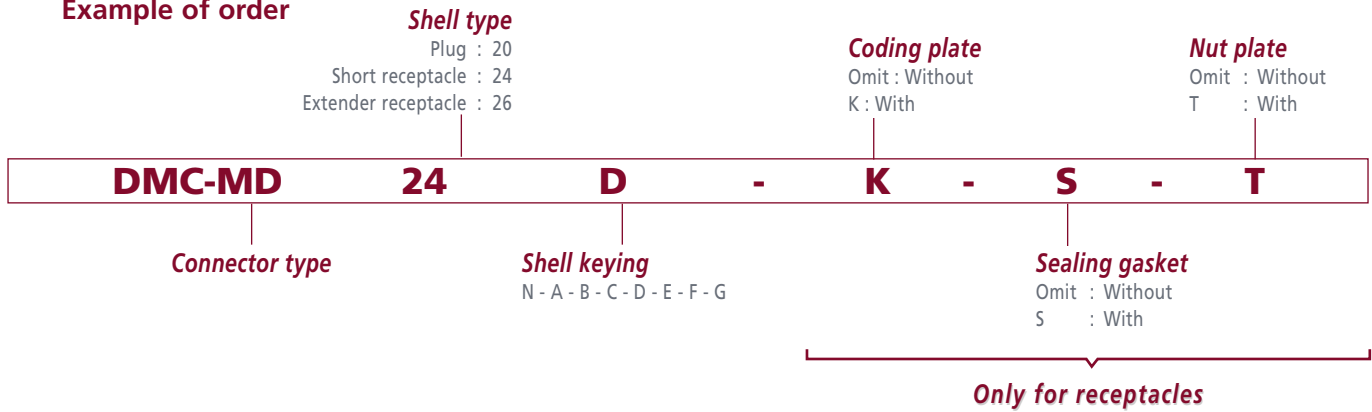 Example of order
Shell type
Plug : 20
Short receptacle : 24
Extender receptacle : 26
Coding plate
Omit : Without
K : With
Nut plate
Omit : Without
T : With
DMC-MD 24 D - K - S - T
Connector type
Shell keying
N - A - B - C - D - E - F - G
Sealing gasket
Omit : Without
S : With
Only for receptacles